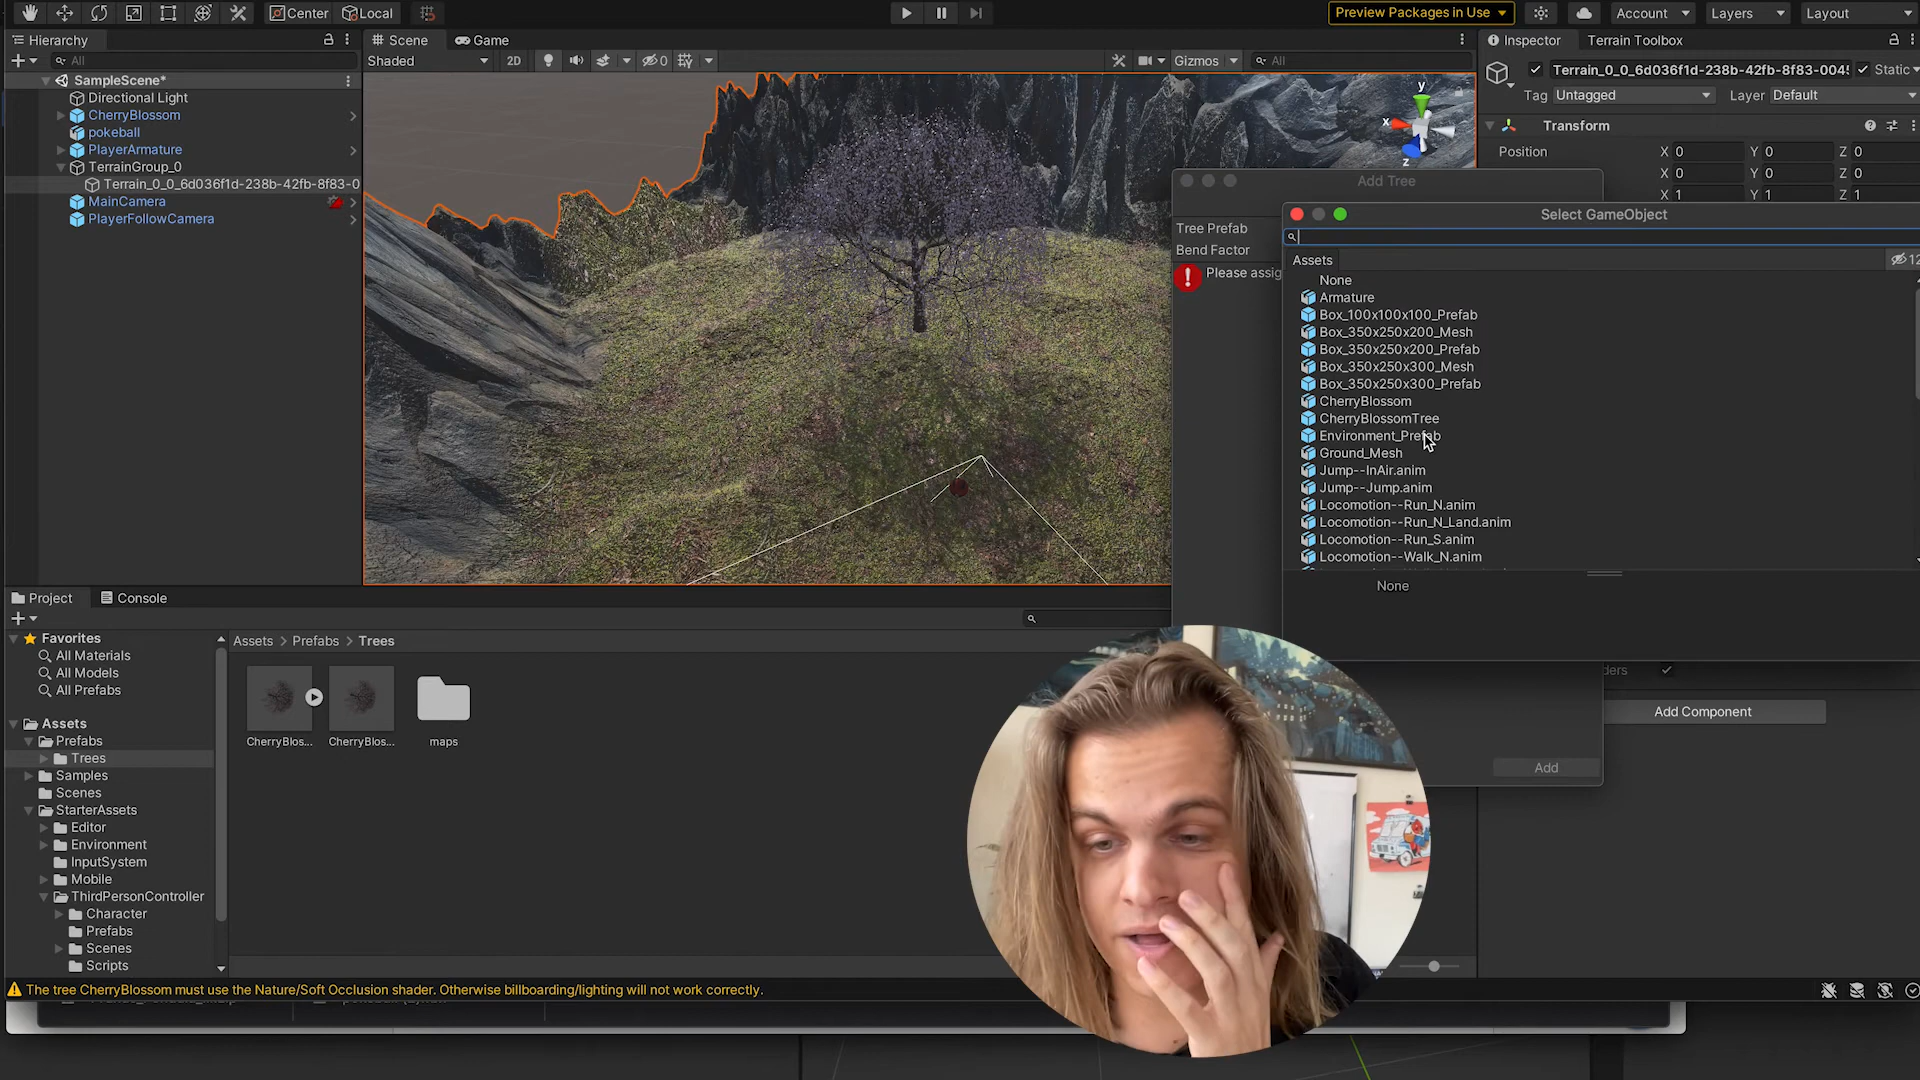 Center
Local
Preview Packages in Use
Account
Layers
Layout
Hierarchy
All
SampleScene*
Directional Light
CherryBlossom
pokeball
PlayerArmature
TerrainGroup_0
Terrain_0_0_6d036f1d-238b-42fb-8f83-0
MainCamera
PlayerFollowCamera
Scene
Game
Shaded
2D
0
Gizmos
All
y
x
z
Inspector
Terrain Toolbox
Terrain_0_0_6d036f1d-238b-42fb-8f83-004
Static
Tag Untagged
Layer Default
Transform
Position
X 0 Y 0 Z 0
X 0 Y 0 Z 0
X 1 Y 1 Z 1
Add Tree
Tree Prefab
Bend Factor
Please assig
Select GameObject
Assets
12
None
Armature
Box_100x100x100_Prefab
Box_350x250x200_Mesh
Box_350x250x200_Prefab
Box_350x250x300_Mesh
Box_350x250x300_Prefab
CherryBlossom
CherryBlossomTree
Environment_Prefab
Ground_Mesh
Jump--InAir.anim
Jump--Jump.anim
Locomotion--Run_N.anim
Locomotion--Run_N_Land.anim
Locomotion--Run_S.anim
Locomotion--Walk_N.anim
None
ders
Add Component
Add
Project
Console
Favorites
All Materials
All Models
All Prefabs
Assets
Prefabs
Trees
Samples
Scenes
StarterAssets
Editor
Environment
InputSystem
Mobile
ThirdPersonController
Character
Prefabs
Scenes
Scripts
Assets > Prefabs > Trees
CherryBlos...
CherryBlos...
maps
The tree CherryBlossom must use the Nature/Soft Occlusion shader. Otherwise billboarding/lighting will not work correctly.